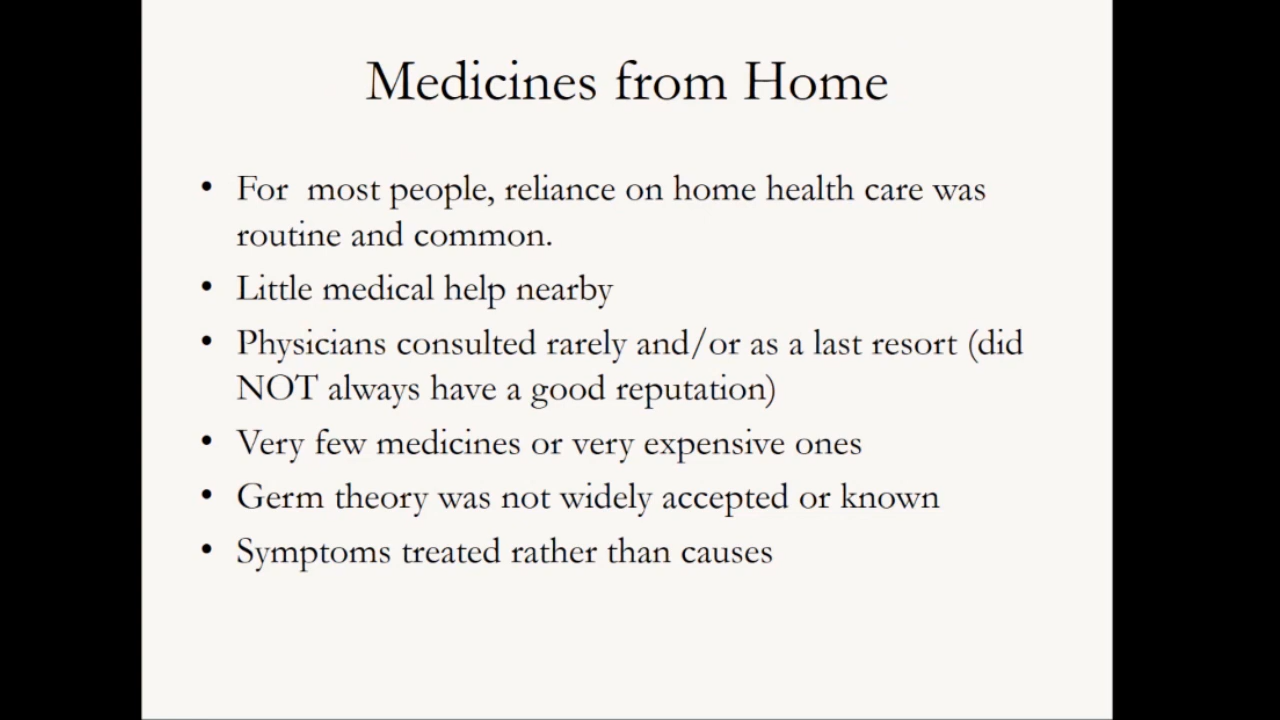 Medicines from Home
• For  most people, reliance on home health care was
routine and common.
• Little medical help nearby
• Physicians consulted rarely and/or as a last resort (did
NOT always have a good reputation)
• Very few medicines or very expensive ones
• Germ theory was not widely accepted or known
• Symptoms treated rather than causes